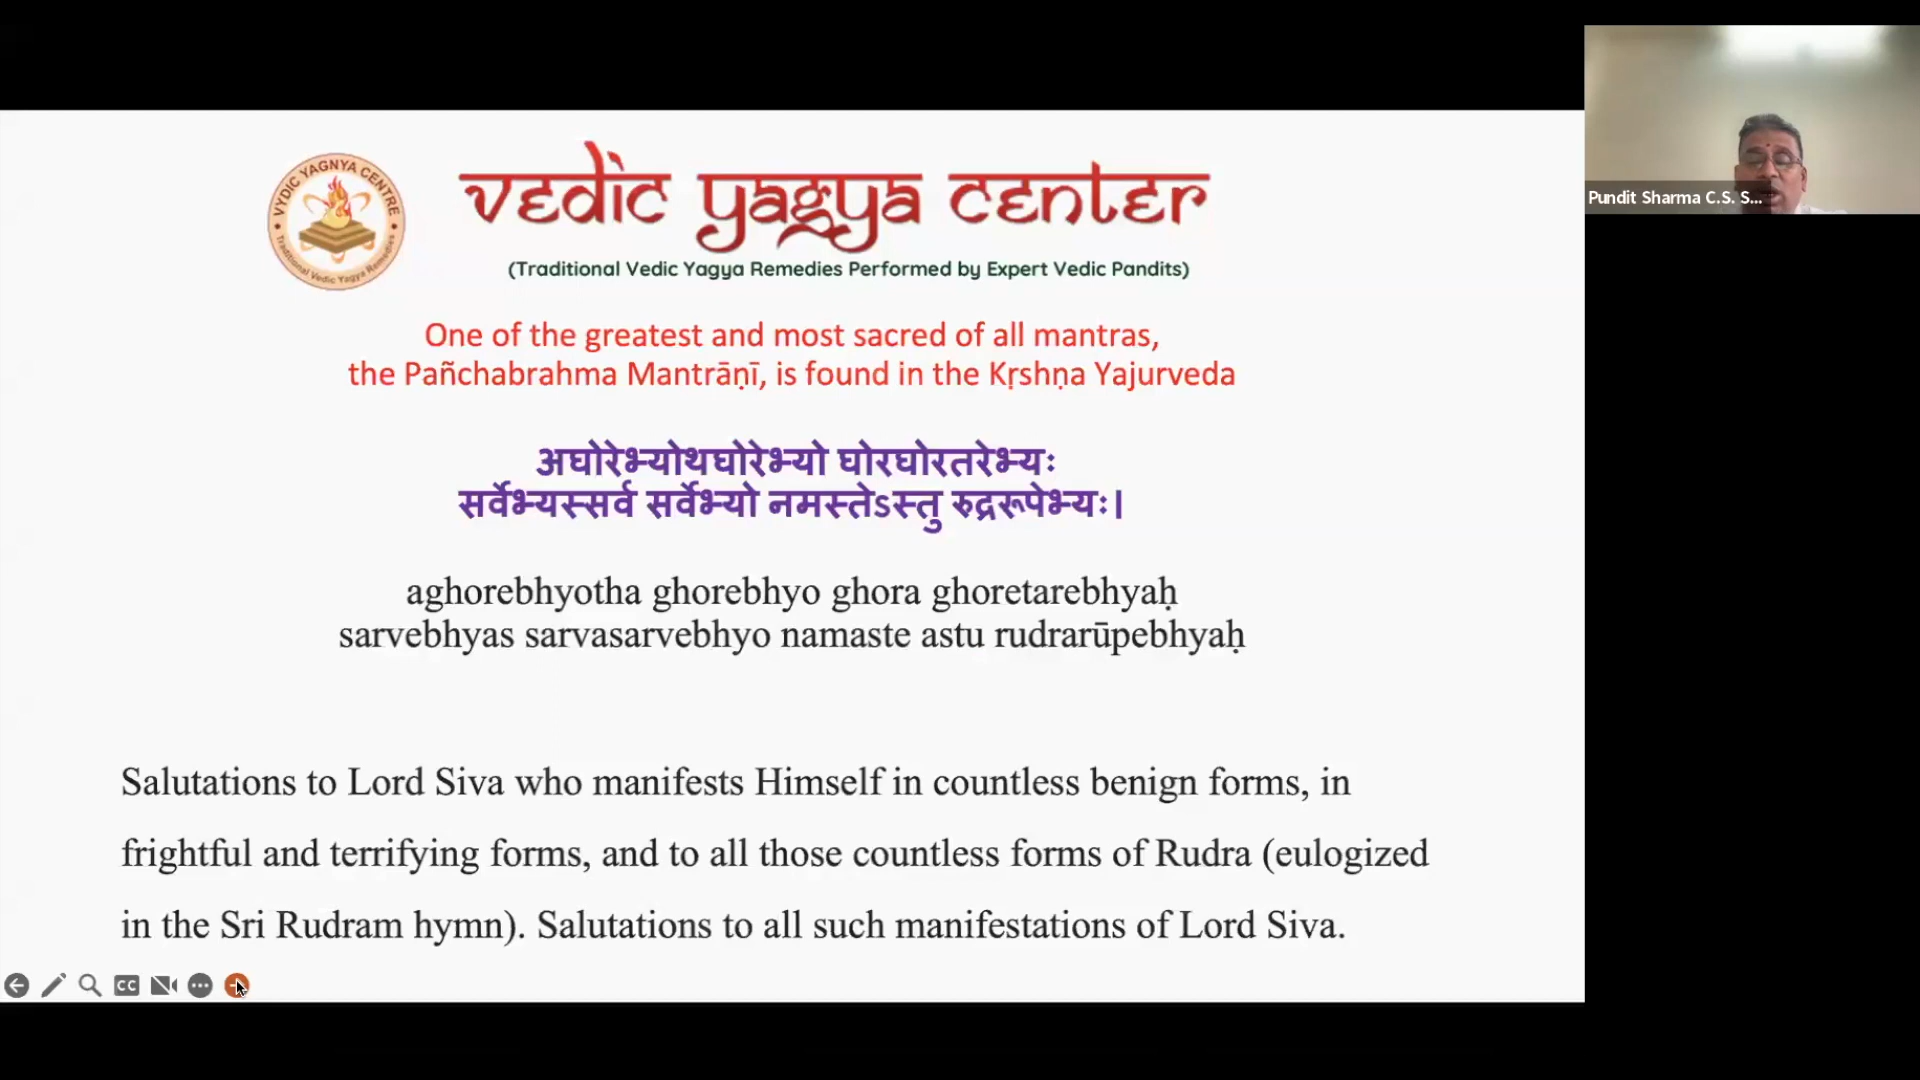 VYDIC YAGNYA CENTRE
Traditional Vedic Yagya Remedies
vedic yagya center
(Traditional Vedic Yagya Remedies Performed by Expert Vedic Pandits)
One of the greatest and most sacred of all mantras,
the Pañchabrahma Mantrāṇī, is found in the Kṛshṇa Yajurveda
अघोरेभ्योथघोरेभ्यो घोरघोरतरेभ्यः
सर्वेभ्यस्सर्व सर्वेभ्यो नमस्तेऽस्तु रुद्ररूपेभ्यः।
aghorebhyotha ghorebhyo ghora ghoretarebhyaḥ
sarvebhyas sarvasarvebhyo namaste astu rudrarūpebhyaḥ
Salutations to Lord Siva who manifests Himself in countless benign forms, in
frightful and terrifying forms, and to all those countless forms of Rudra (eulogized
in the Sri Rudram hymn). Salutations to all such manifestations of Lord Siva.
CC
Pundit Sharma C.S. S...